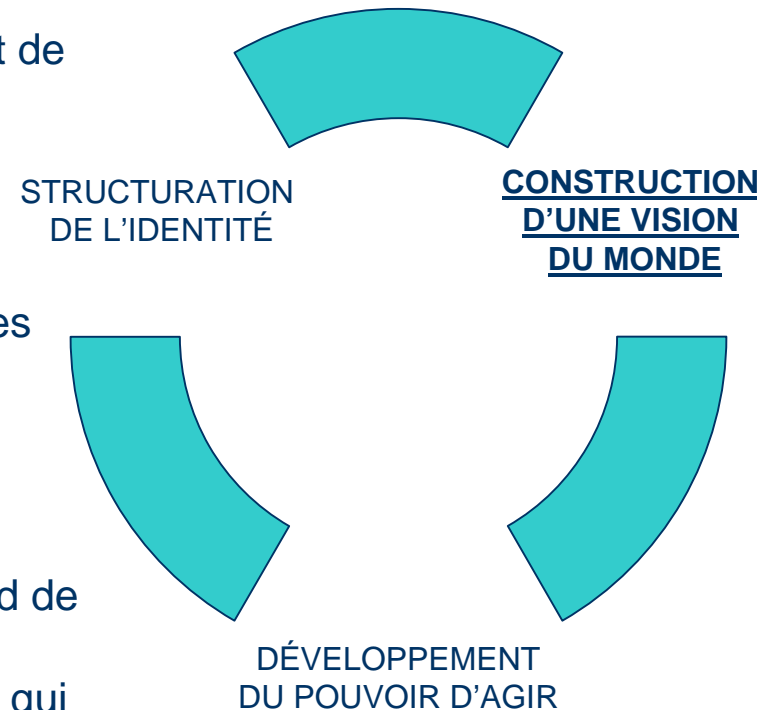 t de
STRUCTURATION
DE L'IDENTITÉ
CONSTRUCTION
D'UNE VISION
DU MONDE
es
d de
DÉVELOPPEMENT
DU POUVOIR D'AGIR
qui